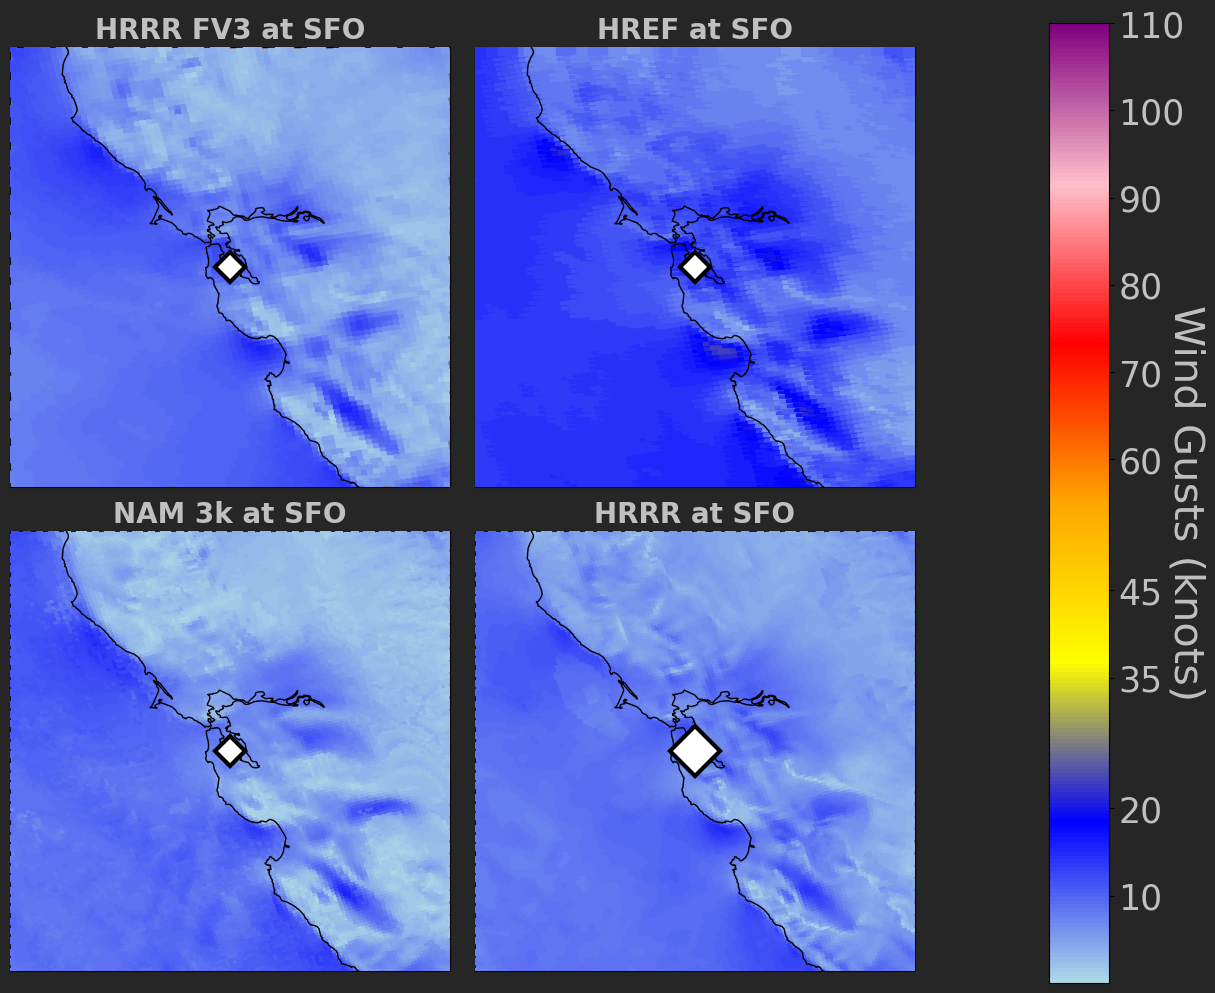 HRRR FV3 at SFO
HREF at SFO
NAM 3k at SFO
HRRR at SFO
110
100
90
80
70
60
45
35
20
10
Wind Gusts (knots)